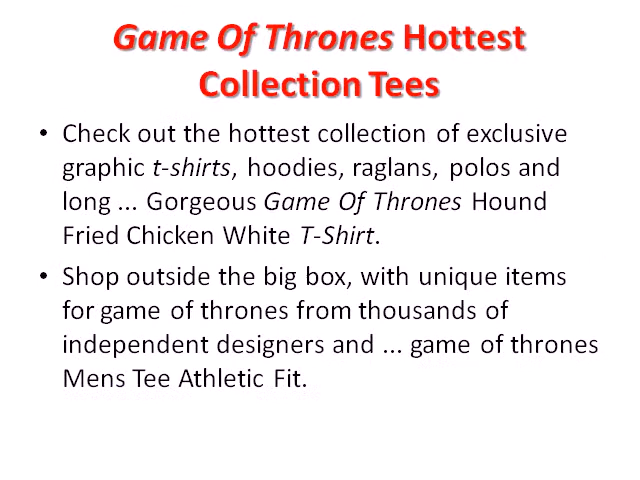 Game Of Thrones Hottest
Collection Tees
• Check out the hottest collection of exclusive
graphic t-shirts, hoodies, raglans, polos and
long ... Gorgeous Game Of Thrones Hound
Fried Chicken White T-Shirt.
• Shop outside the big box, with unique items
for game of thrones from thousands of
independent designers and ... game of thrones
Mens Tee Athletic Fit.